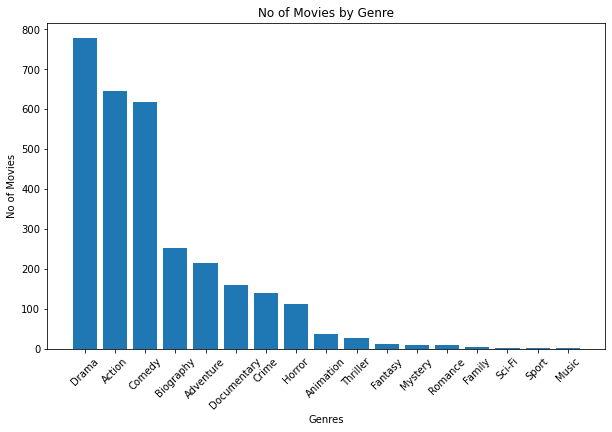 No of Movies by Genre
800
700
600
500
400
300
200
100
0
No of Movies
Drama
Action
Comedy
Biography
Adventure
Documentary
Crime
Horror
Animation
Thriller
Fantasy
Mystery
Romance
Family
Sci-Fi
Sport
Music
Genres